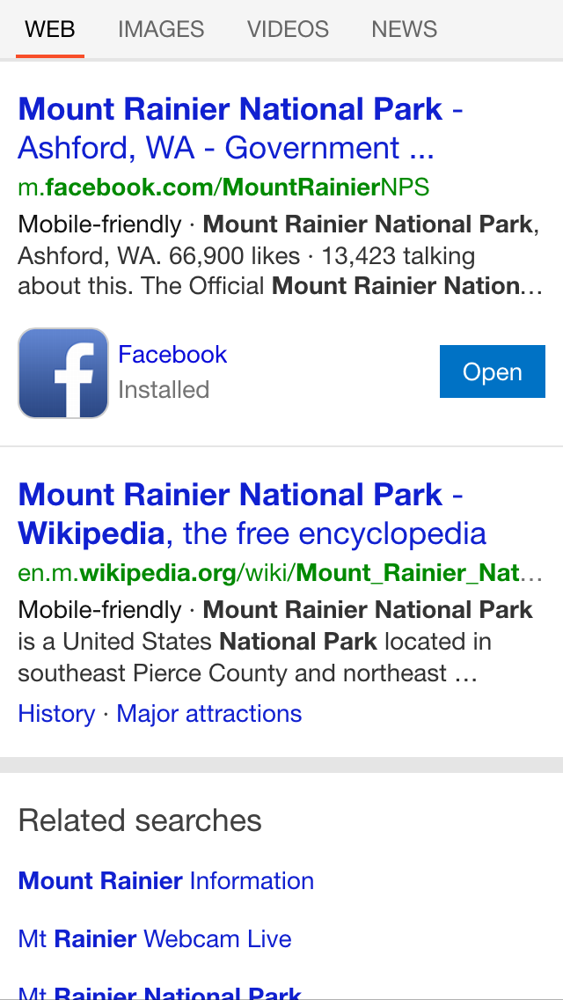 WEB IMAGES VIDEOS NEWS
Mount Rainier National Park -
Ashford, WA - Government ...
m.facebook.com/MountRainierNPS
Mobile-friendly · Mount Rainier National Park,
Ashford, WA. 66,900 likes · 13,423 talking
about this. The Official Mount Rainier Nation...
Facebook
Installed
Open
Mount Rainier National Park -
Wikipedia, the free encyclopedia
en.m.wikipedia.org/wiki/Mount_Rainier_Nat...
Mobile-friendly · Mount Rainier National Park
is a United States National Park located in
southeast Pierce County and northeast ...
History · Major attractions
Related searches
Mount Rainier Information
Mt Rainier Webcam Live
Mt Rainier National Park